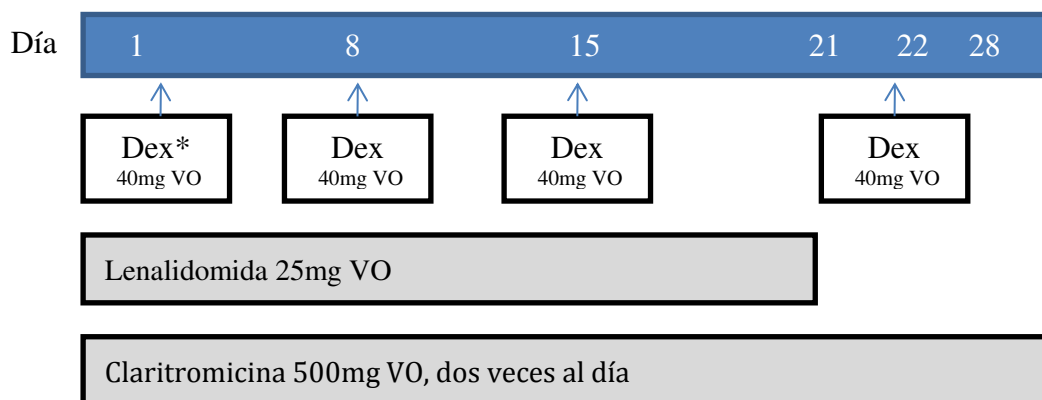 Día 1 8 15 21 22 28
Dex* Dex Dex Dex
40mg VO 40mg VO 40mg VO 40mg VO
Lenalidomida 25mg VO
Claritromicina 500mg VO, dos veces al día